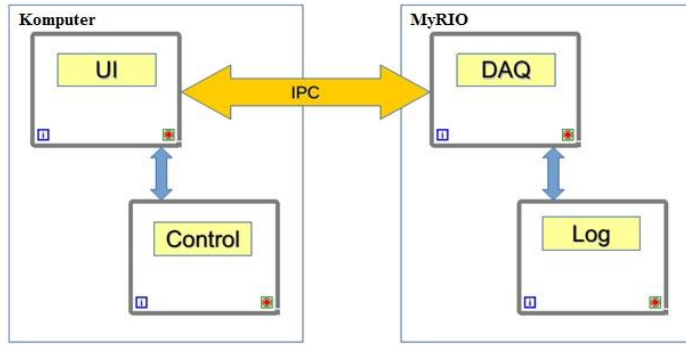 Komputer
MyRIO
UI
IPC
DAQ
i
i
Control
Log
i
i